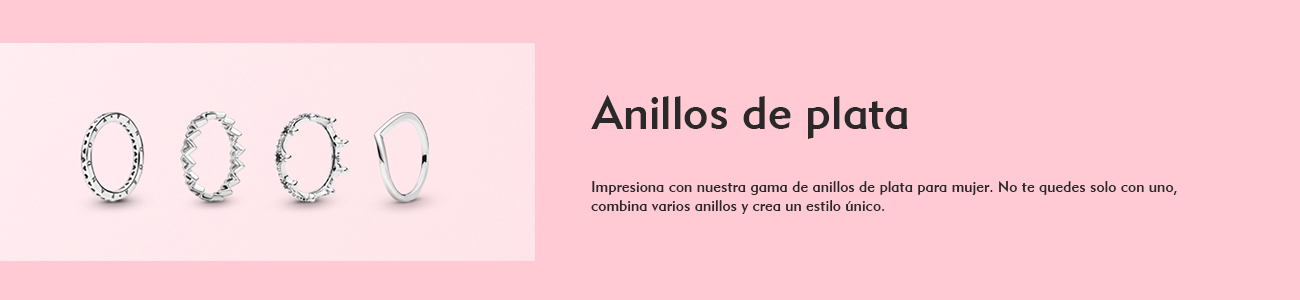 Anillos de plata
Impresiona con nuestra gama de anillos de plata para mujer. No te quedes solo con uno,
combina varios anillos y crea un estilo único.